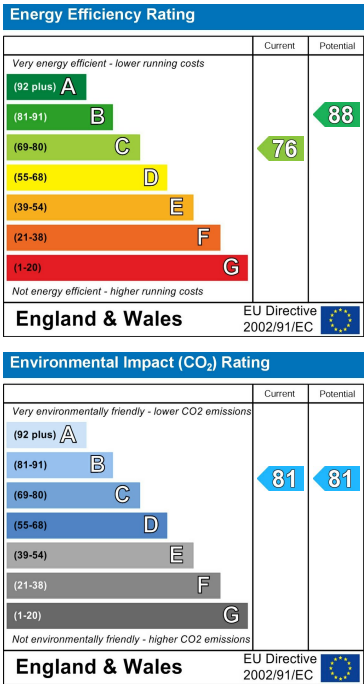 Energy Efficiency Rating
Current Potential
Very energy efficient - lower running costs
(92 plus) A
(81-91) B
88
(69-80) C
76
(55-68) D
(39-54) E
(21-38) F
(1-20) G
Not energy efficient - higher running costs
England & Wales
EU Directive
2002/91/EC
Environmental Impact (CO₂) Rating
Current Potential
Very environmentally friendly - lower CO2 emissions
(92 plus) A
(81-91) B
81 81
(69-80) C
(55-68) D
(39-54) E
(21-38) F
(1-20) G
Not environmentally friendly - higher CO2 emissions
England & Wales
EU Directive
2002/91/EC